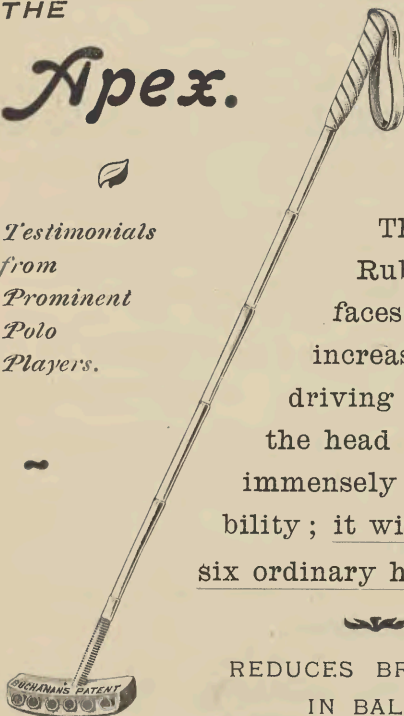 THE
Apex.
Testimonials
from
Prominent
Polo
Players.
Th
Rub
faces
increas
driving
the head
immensely
bility ; it wi
six ordinary h
REDUCES BR
IN BAL
BUCHANAN'S PATENT